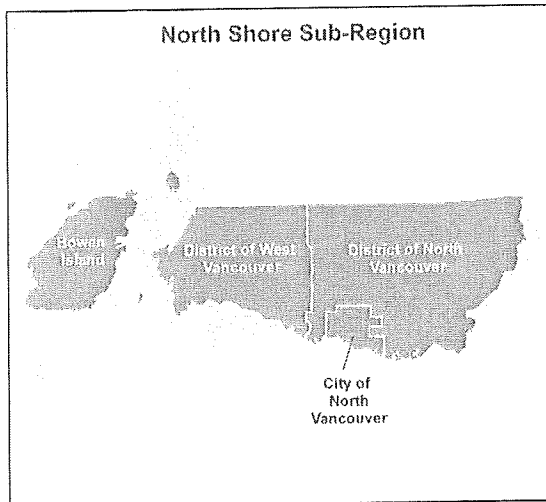 North Shore Sub-Region
Bowen
Island
District of West
Vancouver
District of North
Vancouver
City of
North
Vancouver